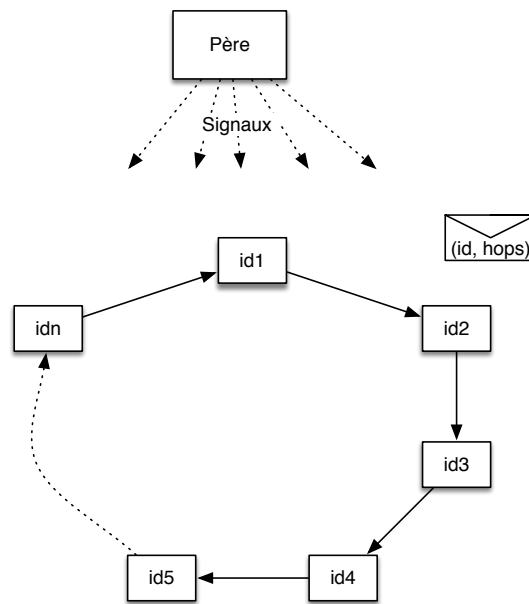 Père
Signaux
(id, hops)
id1
idn
id2
id3
id5
id4